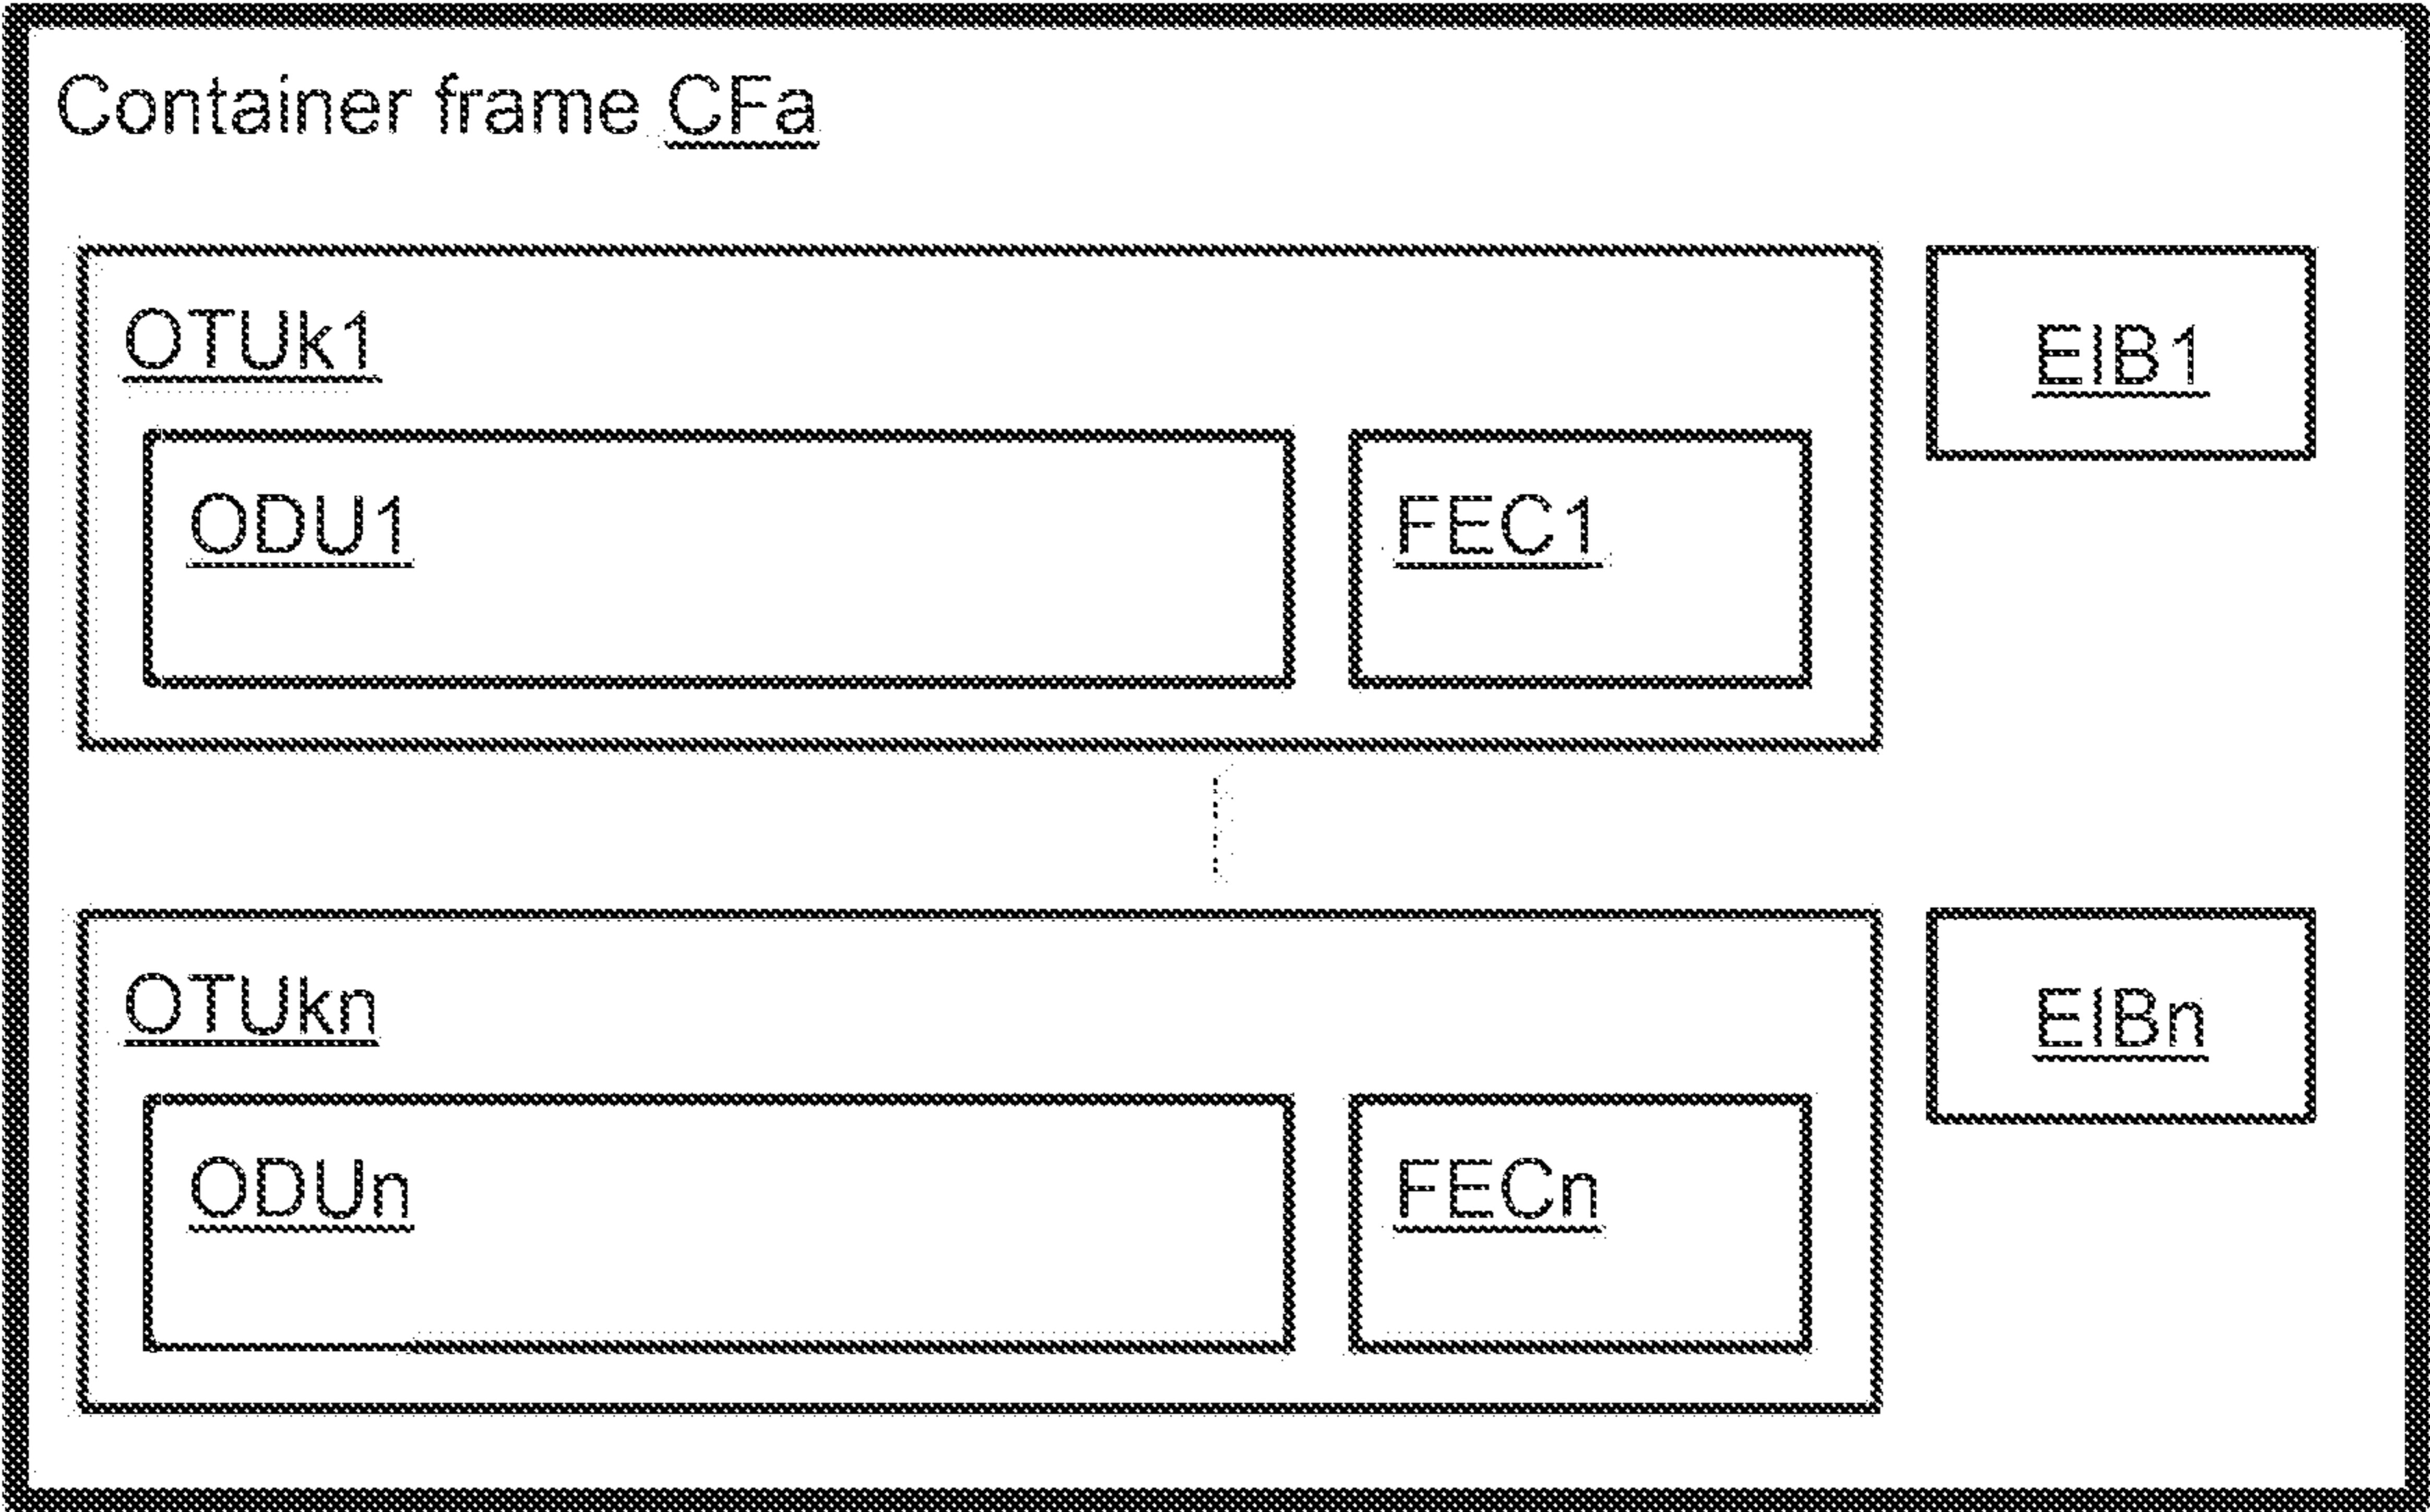 Container frame CFa
OTUk1
EIB1
ODU1
FEC1
OTUkn
EIBn
ODUn
FECn